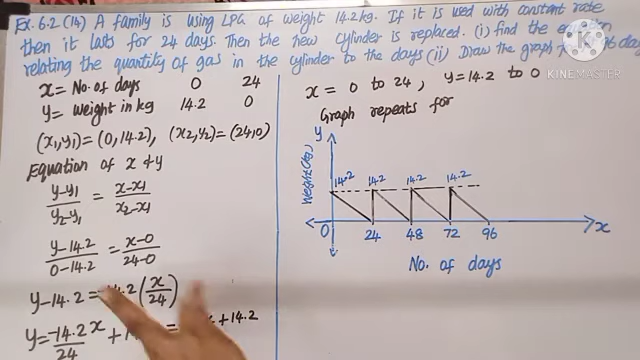 Ex. 6.2 (14) A family is using LPG of weight 14.2 kg. If it is used with constant rate
then it lasts for 24 days. Then the new cylinder is replaced. (i) find the
relating the quantity of gas in the cylinder to the days (ii) Draw the graph
x = No. of days 0 24
y = Weight in kg 14.2 0
(x₁,y₁) = (0, 14.2), (x₂,y₂) = (24,0)
Equation of x & y
y-y₁/y₂-y₁ = x-x₁/x₂-x₁
y-14.2/0-14.2 = x-0/24-0
y-14.2 = 14.2 (x/24)
y = -14.2x/24 + + 14.2
x = 0 to 24, y = 14.2 to 0
Graph repeats for
y
Weight (kg)
14.2 14.2 14.2 14.2
0 24 48 72 96 x
No. of days
KINEMASTER